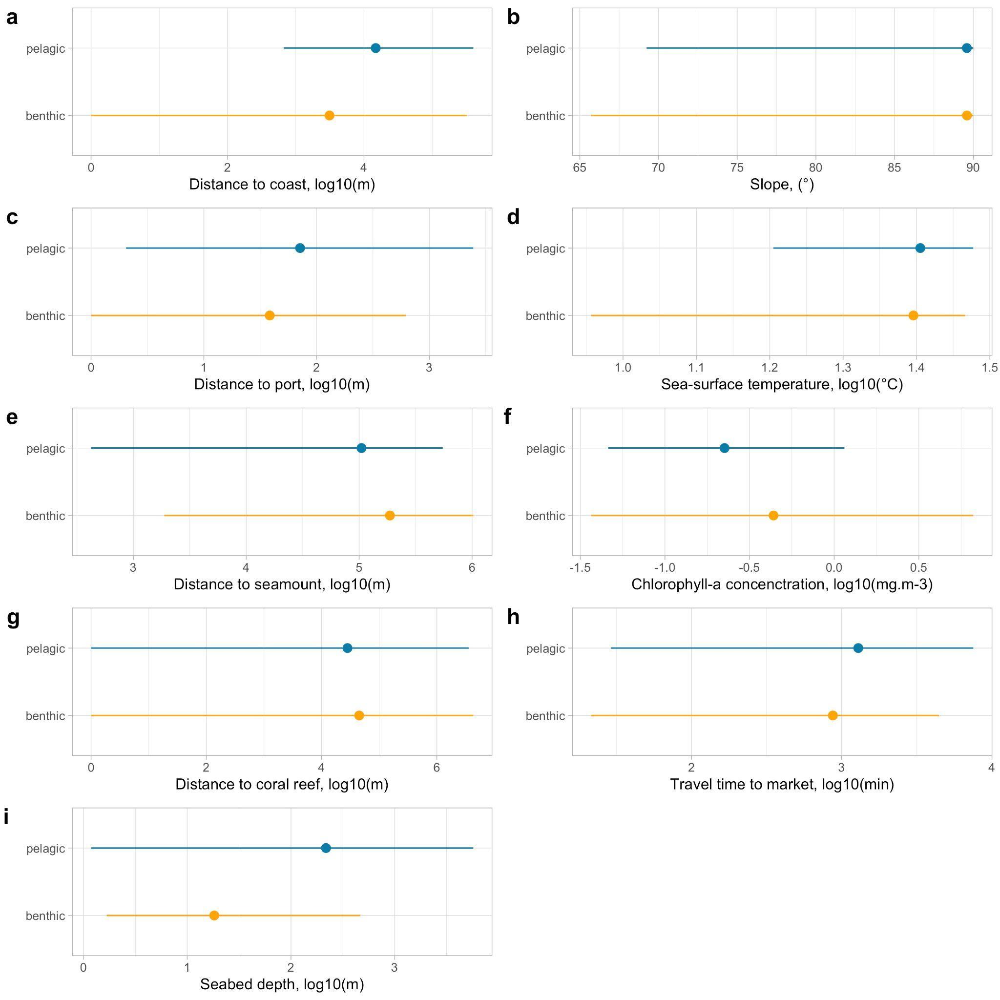 a
pelagic
benthic
0 2 4
Distance to coast, log10(m)
b
pelagic
benthic
65 70 75 80 85 90
Slope, (°)
c
pelagic
benthic
0 1 2 3
Distance to port, log10(m)
d
pelagic
benthic
1.0 1.1 1.2 1.3 1.4 1.5
Sea-surface temperature, log10(°C)
e
pelagic
benthic
3 4 5 6
Distance to seamount, log10(m)
f
pelagic
benthic
-1.5 -1.0 -0.5 0.0 0.5
Chlorophyll-a concenctration, log10(mg.m-3)
g
pelagic
benthic
0 2 4 6
Distance to coral reef, log10(m)
h
pelagic
benthic
2 3 4
Travel time to market, log10(min)
i
pelagic
benthic
0 1 2 3
Seabed depth, log10(m)